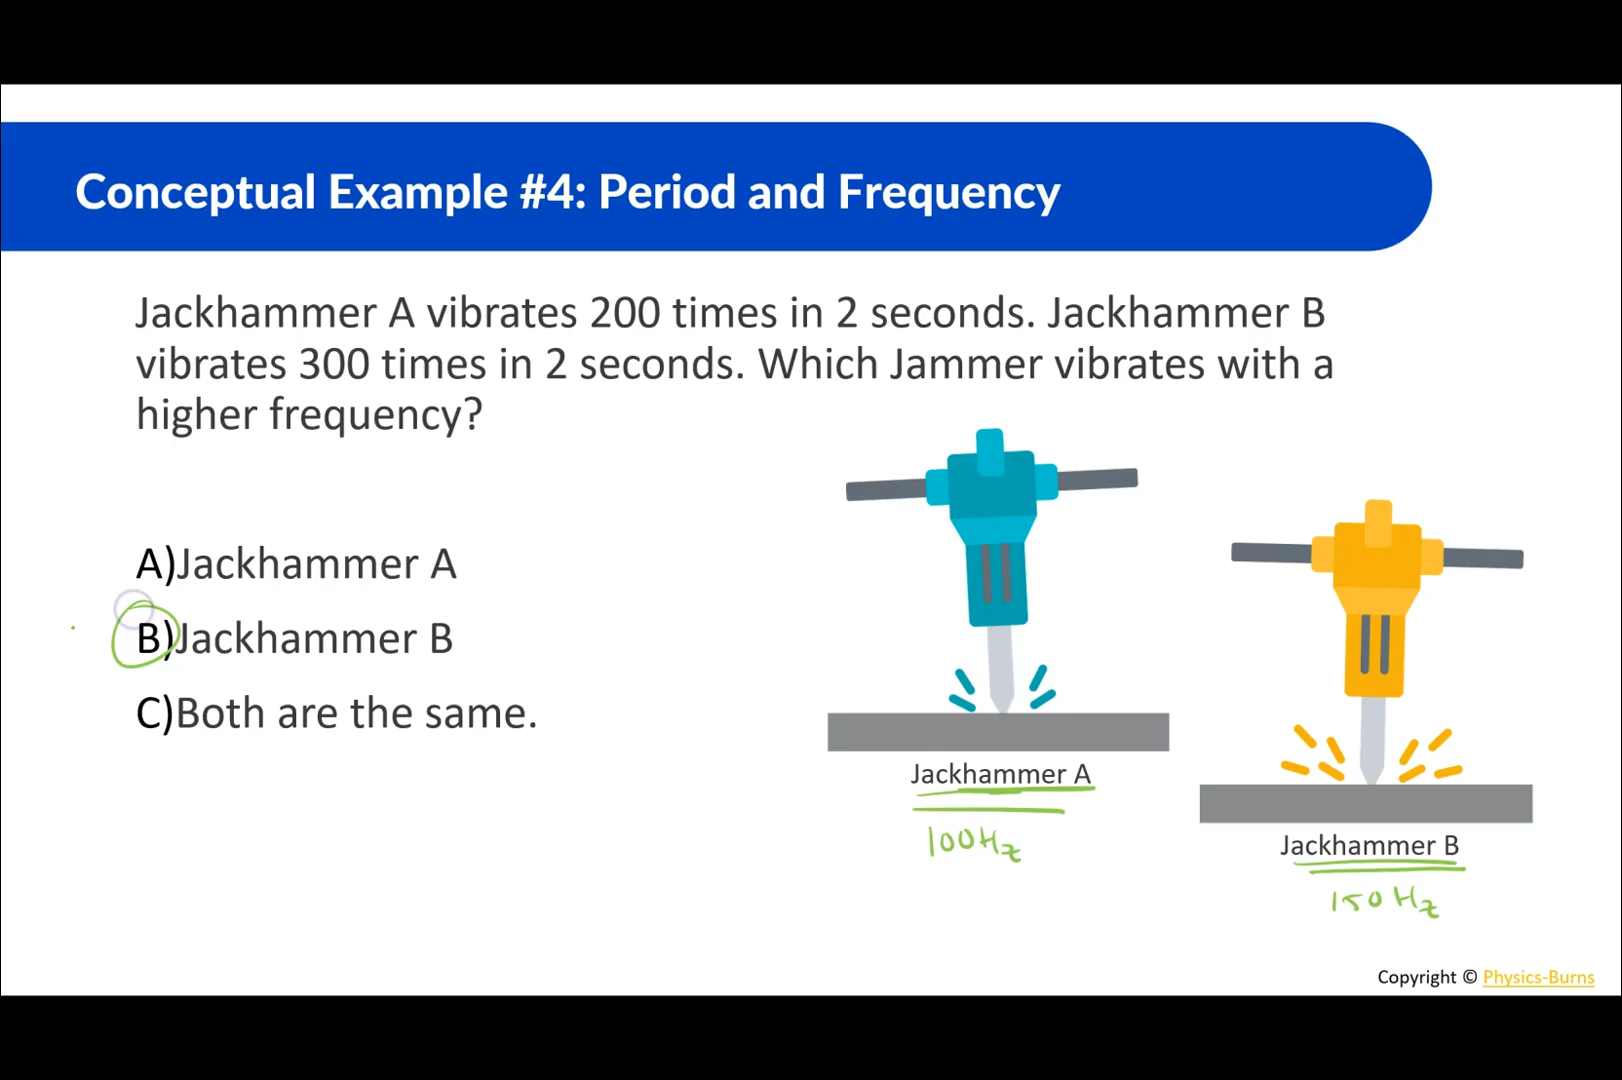 Conceptual Example #4: Period and Frequency
Jackhammer A vibrates 200 times in 2 seconds. Jackhammer B
vibrates 300 times in 2 seconds. Which Jammer vibrates with a
higher frequency?
A)Jackhammer A
B)Jackhammer B
C)Both are the same.
Jackhammer A
100Hz
Jackhammer B
150Hz
Copyright © Physics-Burns